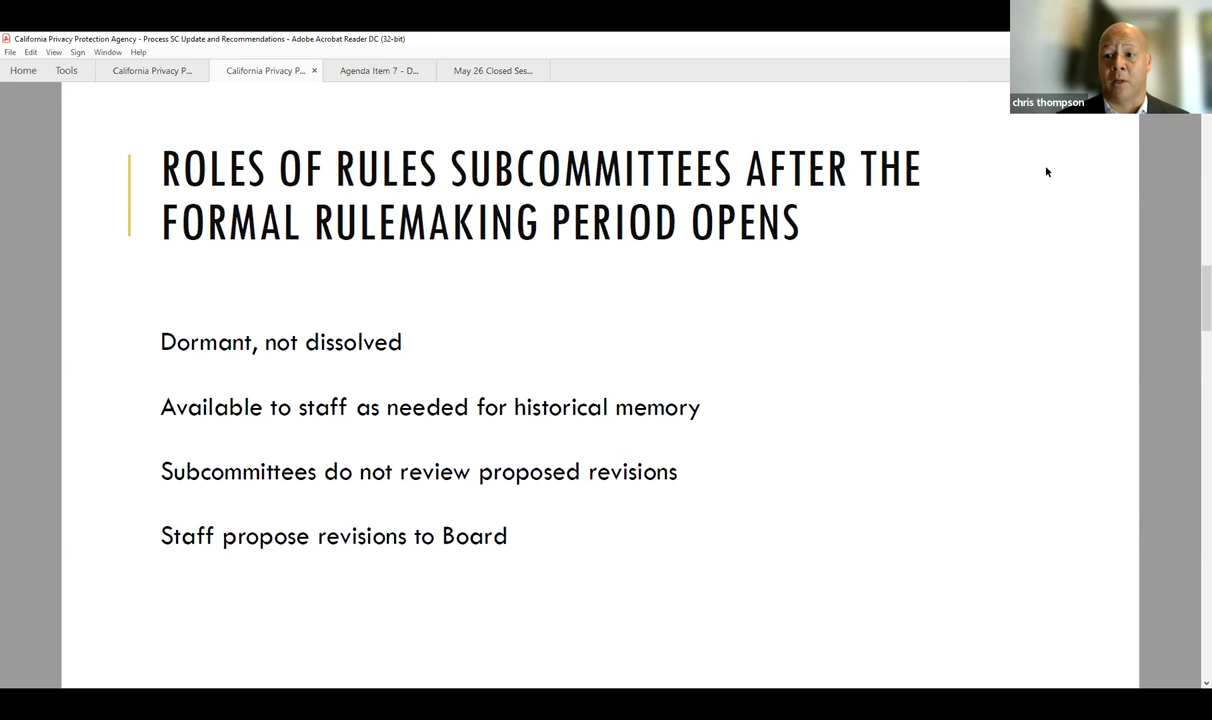 California Privacy Protection Agency - Process SC Update and Recommendations - Adobe Acrobat Reader DC (32-bit)
File Edit View Sign Window Help
Home Tools California Privacy P... California Privacy P... × Agenda Item 7 - D... May 26 Closed Ses...
chris thompson
ROLES OF RULES SUBCOMMITTEES AFTER THE
FORMAL RULEMAKING PERIOD OPENS
Dormant, not dissolved
Available to staff as needed for historical memory
Subcommittees do not review proposed revisions
Staff propose revisions to Board